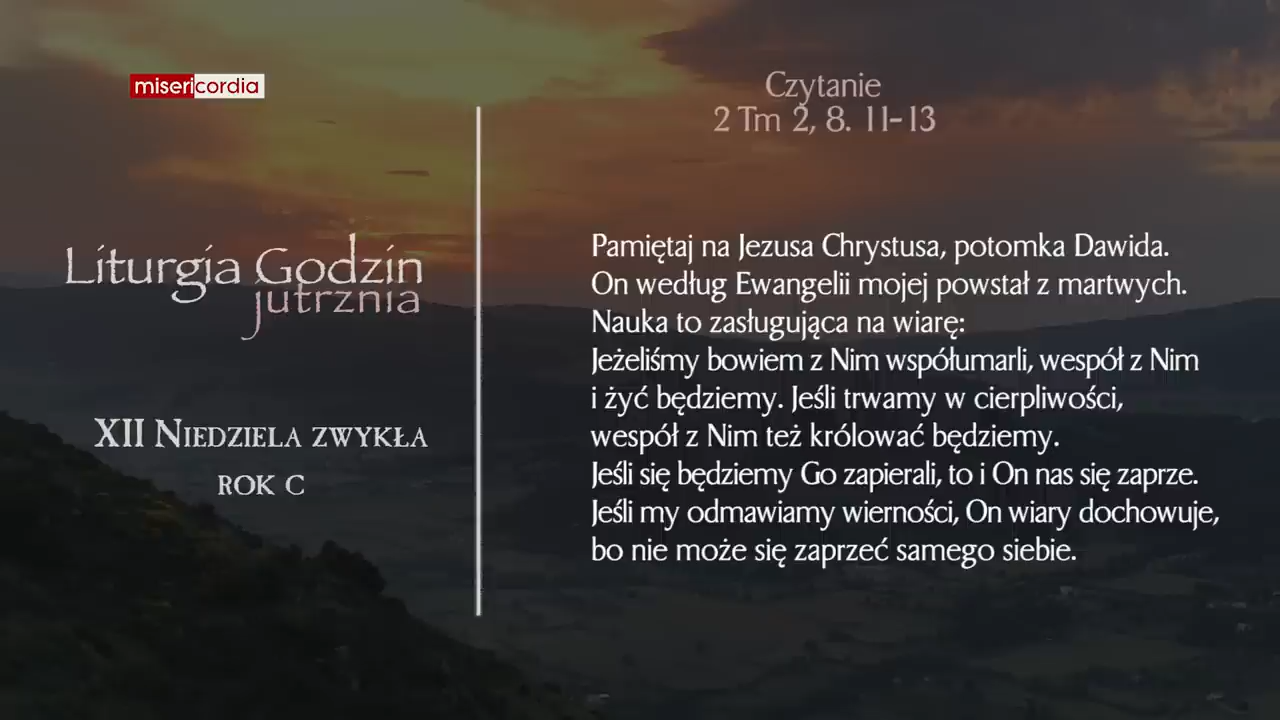 misericordia
Liturgia Godzin
jutrznia
XII Niedziela zwykła
rok C
Czytanie
2 Tm 2, 8. 11-13
Pamiętaj na Jezusa Chrystusa, potomka Dawida.
On według Ewangelii mojej powstał z martwych.
Nauka to zasługująca na wiarę:
Jeżeliśmy bowiem z Nim współumarli, wespół z Nim
i żyć będziemy. Jeśli trwamy w cierpliwości,
wespół z Nim też królować będziemy.
Jeśli się będziemy Go zapierali, to i On nas się zaprze.
Jeśli my odmawiamy wierności, On wiary dochowuje,
bo nie może się zaprzeć samego siebie.